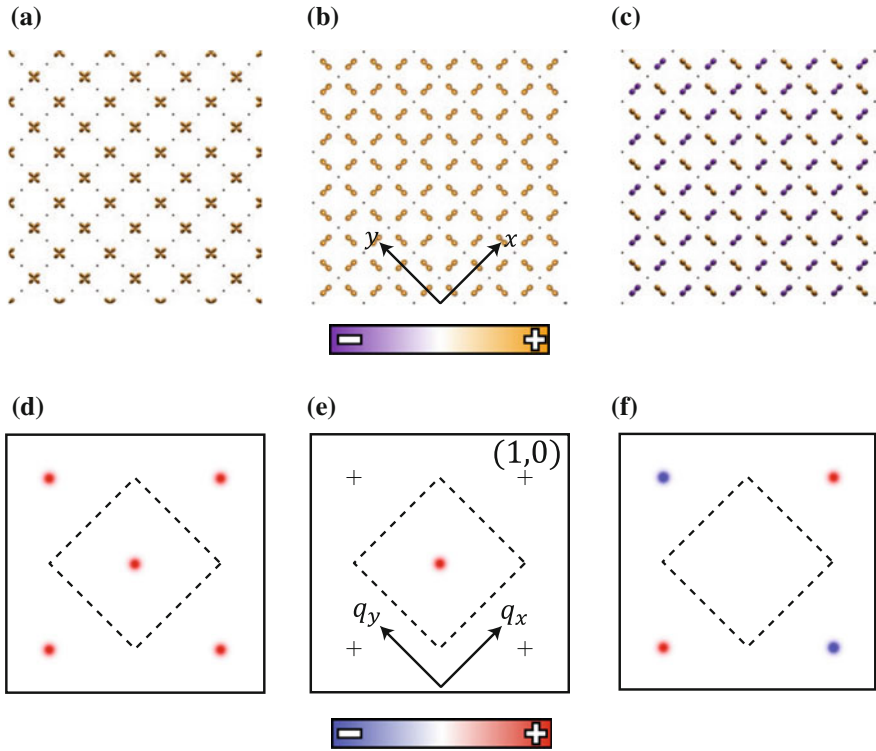 (a) (b) (c)
y x
− +
(d) (e) (f)
(1,0)
q_y q_x
− +